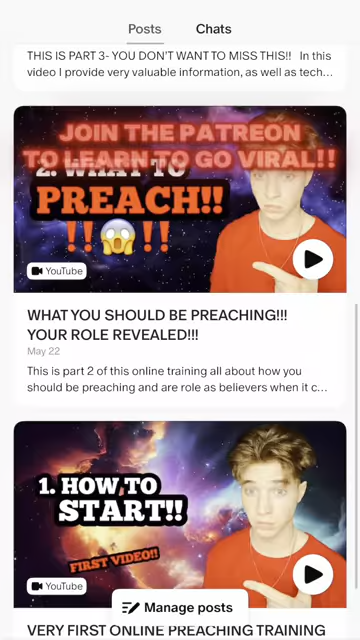 Posts
Chats
THIS IS PART 3- YOU DON'T WANT TO MISS THIS!! In this
video I provide very valuable information, as well as tech...
JOIN THE PATREON
TO LEARN TO GO VIRAL!!
2. WHAT TO
PREACH!!
‼️😱‼️
YouTube
WHAT YOU SHOULD BE PREACHING!!!
YOUR ROLE REVEALED!!!
May 22
This is part 2 of this online training all about how you
should be preaching and are role as believers when it c...
1. HOW TO
START!!
FIRST VIDEO!!
YouTube
Manage posts
VERY FIRST ONLINE PREACHING TRAINING